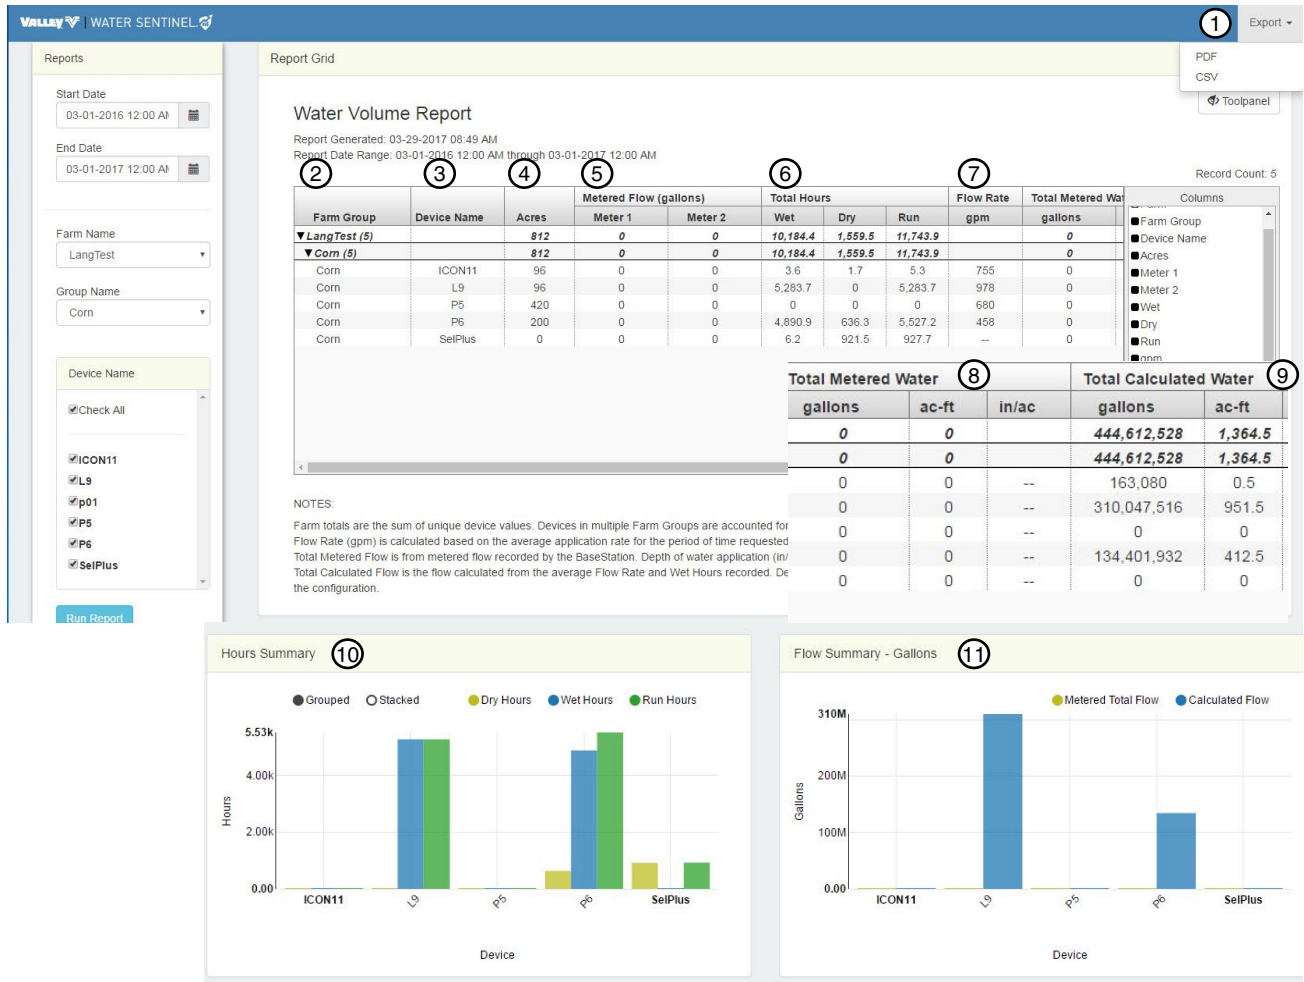 VALLEY | WATER SENTINEL
1 Export
PDF
CSV
Toolpanel
Reports
Start Date
03-01-2016 12:00 AM
End Date
03-01-2017 12:00 AM
Farm Name
LangTest
Group Name
Corn
Device Name
Check All
ICON11
L9
p01
P5
P6
SelPlus
Run Report
Report Grid
Water Volume Report
Report Generated: 03-29-2017 08:49 AM
Report Date Range: 03-01-2016 12:00 AM through 03-01-2017 12:00 AM
Record Count: 5
2 3 4 5 6 7
Metered Flow (gallons) Total Hours Flow Rate Total Metered Wat
Farm Group Device Name Acres Meter 1 Meter 2 Wet Dry Run gpm gallons
LangTest (5) 812 0 0 10,184.4 1,559.5 11,743.9 0
Corn (5) 812 0 0 10,184.4 1,559.5 11,743.9 0
Corn ICON11 96 0 0 3.6 1.7 5.3 755 0
Corn L9 96 0 0 5,283.7 0 5,283.7 978 0
Corn P5 420 0 0 0 0 0 680 0
Corn P6 200 0 0 4,890.9 636.3 5,527.2 458 0
Corn SelPlus 0 0 0 6.2 921.5 927.7 -- 0
Columns
Farm Group
Device Name
Acres
Meter 1
Meter 2
Wet
Dry
Run
gpm
Total Metered Water 8 Total Calculated Water 9
gallons ac-ft in/ac gallons ac-ft
0 0 444,612,528 1,364.5
0 0 444,612,528 1,364.5
0 0 -- 163,080 0.5
0 0 -- 310,047,516 951.5
0 0 -- 0 0
0 0 -- 134,401,932 412.5
0 0 -- 0 0
NOTES:
Farm totals are the sum of unique device values. Devices in multiple Farm Groups are accounted for
Flow Rate (gpm) is calculated based on the average application rate for the period of time requested
Total Metered Flow is from metered flow recorded by the BaseStation. Depth of water application (in/
Total Calculated Flow is the flow calculated from the average Flow Rate and Wet Hours recorded. De
the configuration.
Hours Summary 10
Grouped Stacked Dry Hours Wet Hours Run Hours
5.53k
4.00k
2.00k
0.00
Hours
ICON11 L9 P5 P6 SelPlus
Device
Flow Summary - Gallons 11
Metered Total Flow Calculated Flow
310M
200M
100M
0.00
Gallons
ICON11 L9 P5 P6 SelPlus
Device